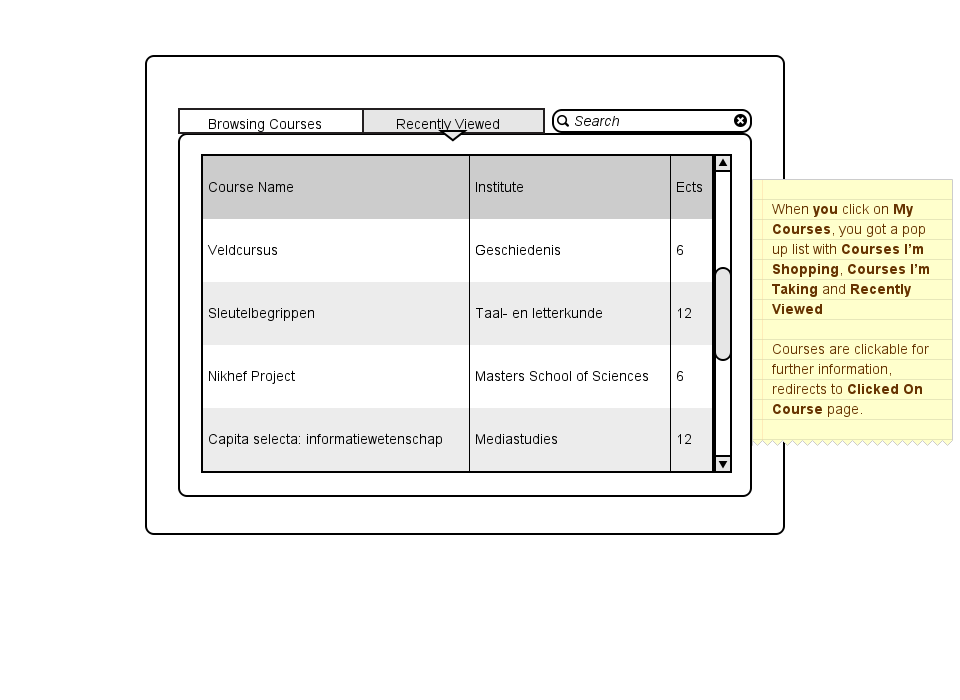 Browsing Courses Recently Viewed Search
Course Name Institute Ects
Veldcursus Geschiedenis 6
Sleutelbegrippen Taal- en letterkunde 12
Nikhef Project Masters School of Sciences 6
Capita selecta: informatiewetenschap Mediastudies 12
When you click on My
Courses, you got a pop
up list with Courses I'm
Shopping, Courses I'm
Taking and Recently
Viewed
Courses are clickable for
further information,
redirects to Clicked On
Course page.